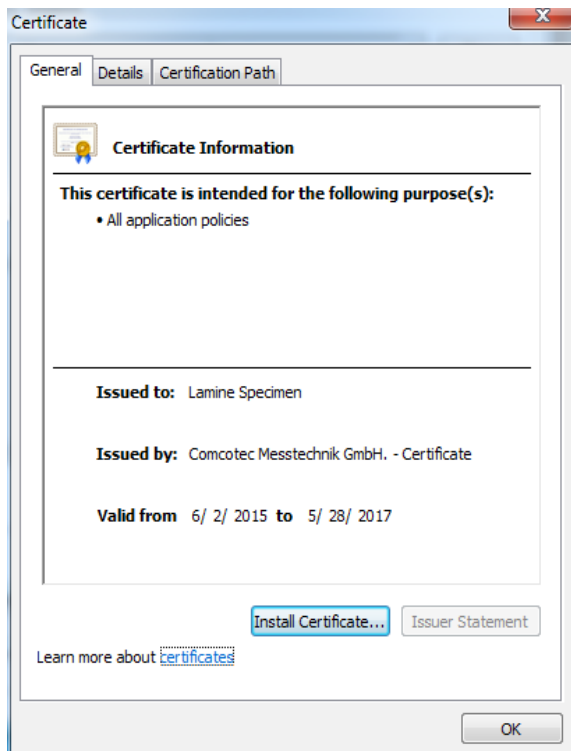 Certificate
X
General Details Certification Path
Certificate Information
This certificate is intended for the following purpose(s):
• All application policies
Issued to: Lamine Specimen
Issued by: Comcotec Messtechnik GmbH. - Certificate
Valid from 6/ 2/ 2015 to 5/ 28/ 2017
Install Certificate... Issuer Statement
Learn more about certificates
OK